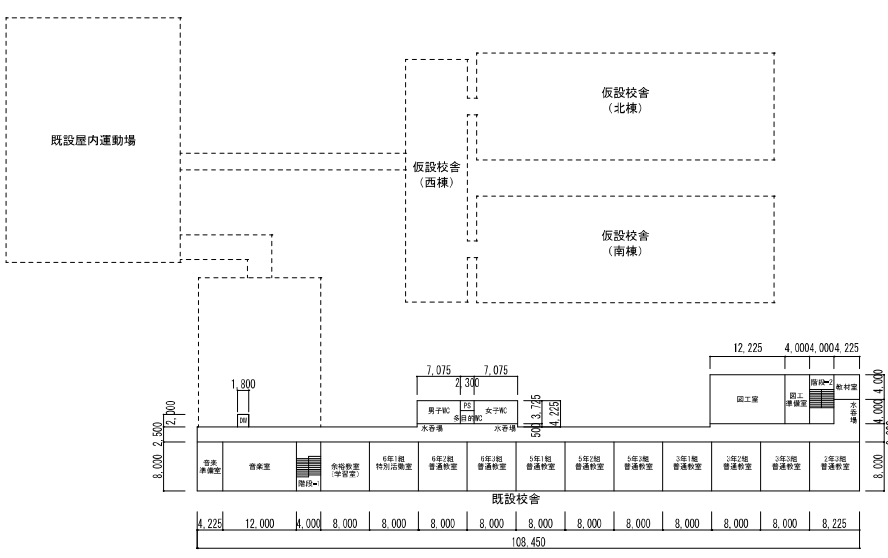 仮設校舎
(北棟)
既設屋内運動場
仮設校舎
(西棟)
仮設校舎
(南棟)
12,225
4,000
4,000
4,225
7,075
7,075
2,300
1,800
2,000
2,500
8,000
DW
男子WC
PS
女子WC
多目的WC
水呑場
水呑場
500
3,725
4,225
図工室
図工
準備室
階段-2
教材室
水呑場
4,000
4,000
8,000
音楽
準備室
音楽室
階段-1
余裕教室
(学習室)
6年1組
特別活動室
6年2組
普通教室
6年3組
普通教室
5年1組
普通教室
5年2組
普通教室
5年3組
普通教室
3年1組
普通教室
3年2組
普通教室
3年3組
普通教室
2年3組
普通教室
既設校舎
4,225
12,000
4,000
8,000
8,000
8,000
8,000
8,000
8,000
8,000
8,000
8,000
8,000
8,225
108,450